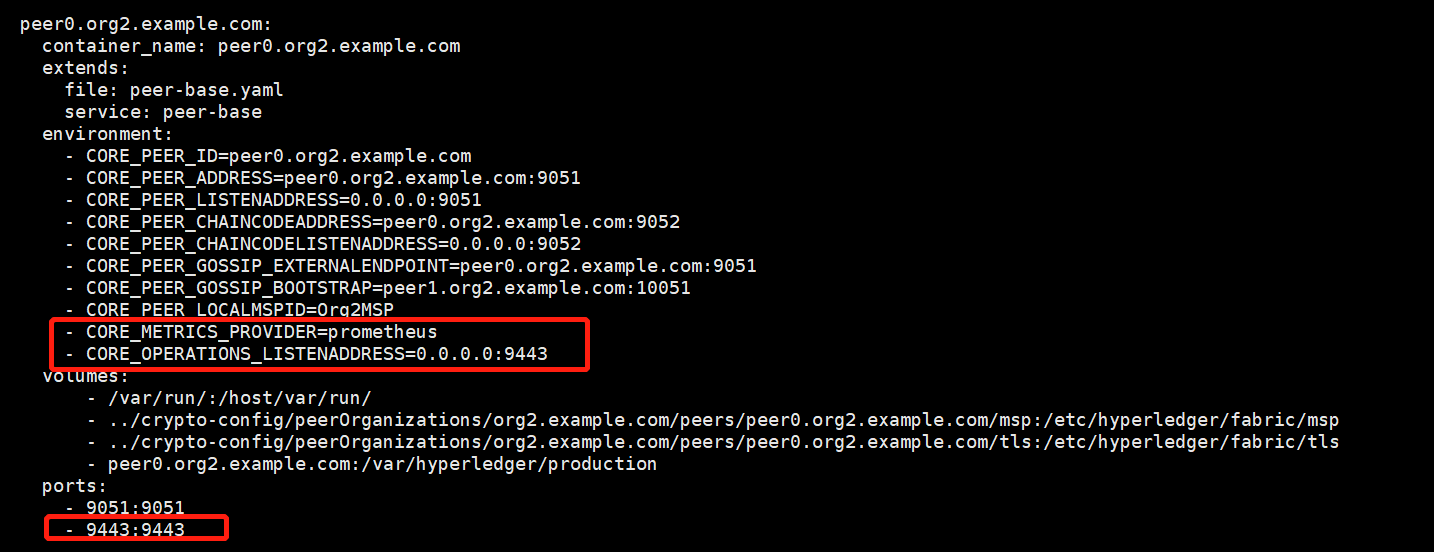 peer0.org2.example.com:
container_name: peer0.org2.example.com
extends:
file: peer-base.yaml
service: peer-base
environment:
- CORE_PEER_ID=peer0.org2.example.com
- CORE_PEER_ADDRESS=peer0.org2.example.com:9051
- CORE_PEER_LISTENADDRESS=0.0.0.0:9051
- CORE_PEER_CHAINCODEADDRESS=peer0.org2.example.com:9052
- CORE_PEER_CHAINCODELISTENADDRESS=0.0.0.0:9052
- CORE_PEER_GOSSIP_EXTERNALENDPOINT=peer0.org2.example.com:9051
- CORE_PEER_GOSSIP_BOOTSTRAP=peer1.org2.example.com:10051
- CORE_PEER_LOCALMSPID=Org2MSP
- CORE_METRICS_PROVIDER=prometheus
- CORE_OPERATIONS_LISTENADDRESS=0.0.0.0:9443
volumes:
- /var/run/:/host/var/run/
- ../crypto-config/peerOrganizations/org2.example.com/peers/peer0.org2.example.com/msp:/etc/hyperledger/fabric/msp
- ../crypto-config/peerOrganizations/org2.example.com/peers/peer0.org2.example.com/tls:/etc/hyperledger/fabric/tls
- peer0.org2.example.com:/var/hyperledger/production
ports:
- 9051:9051
- 9443:9443